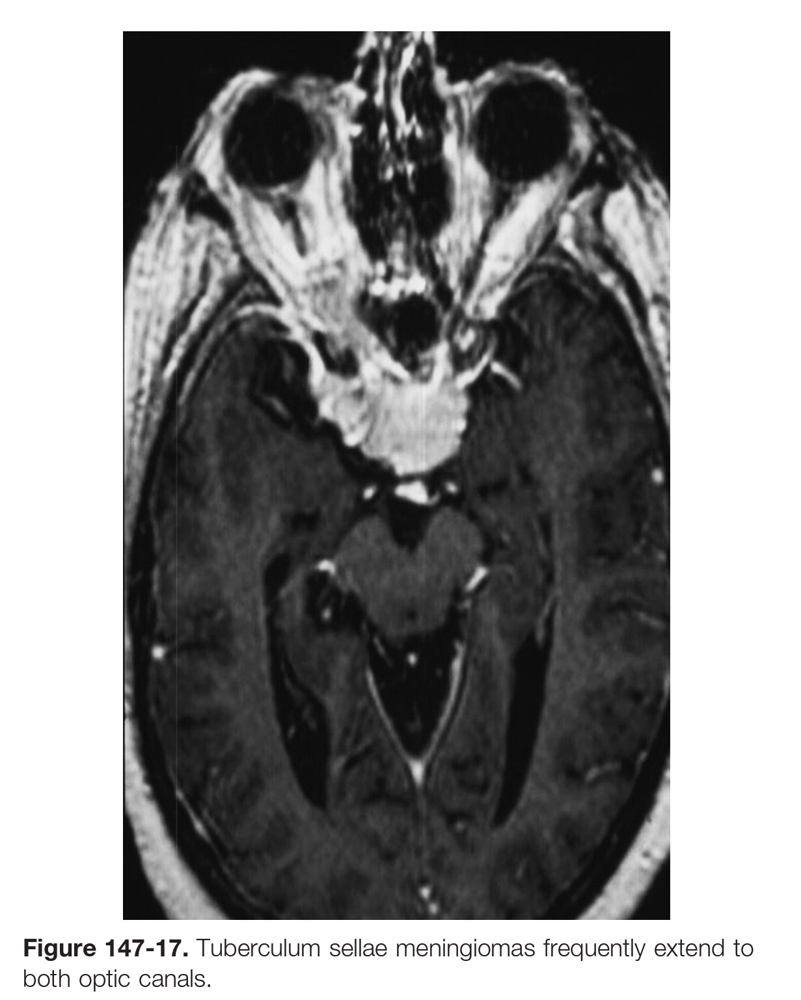 Figure 147-17. Tuberculum sellae meningiomas frequently extend to
both optic canals.